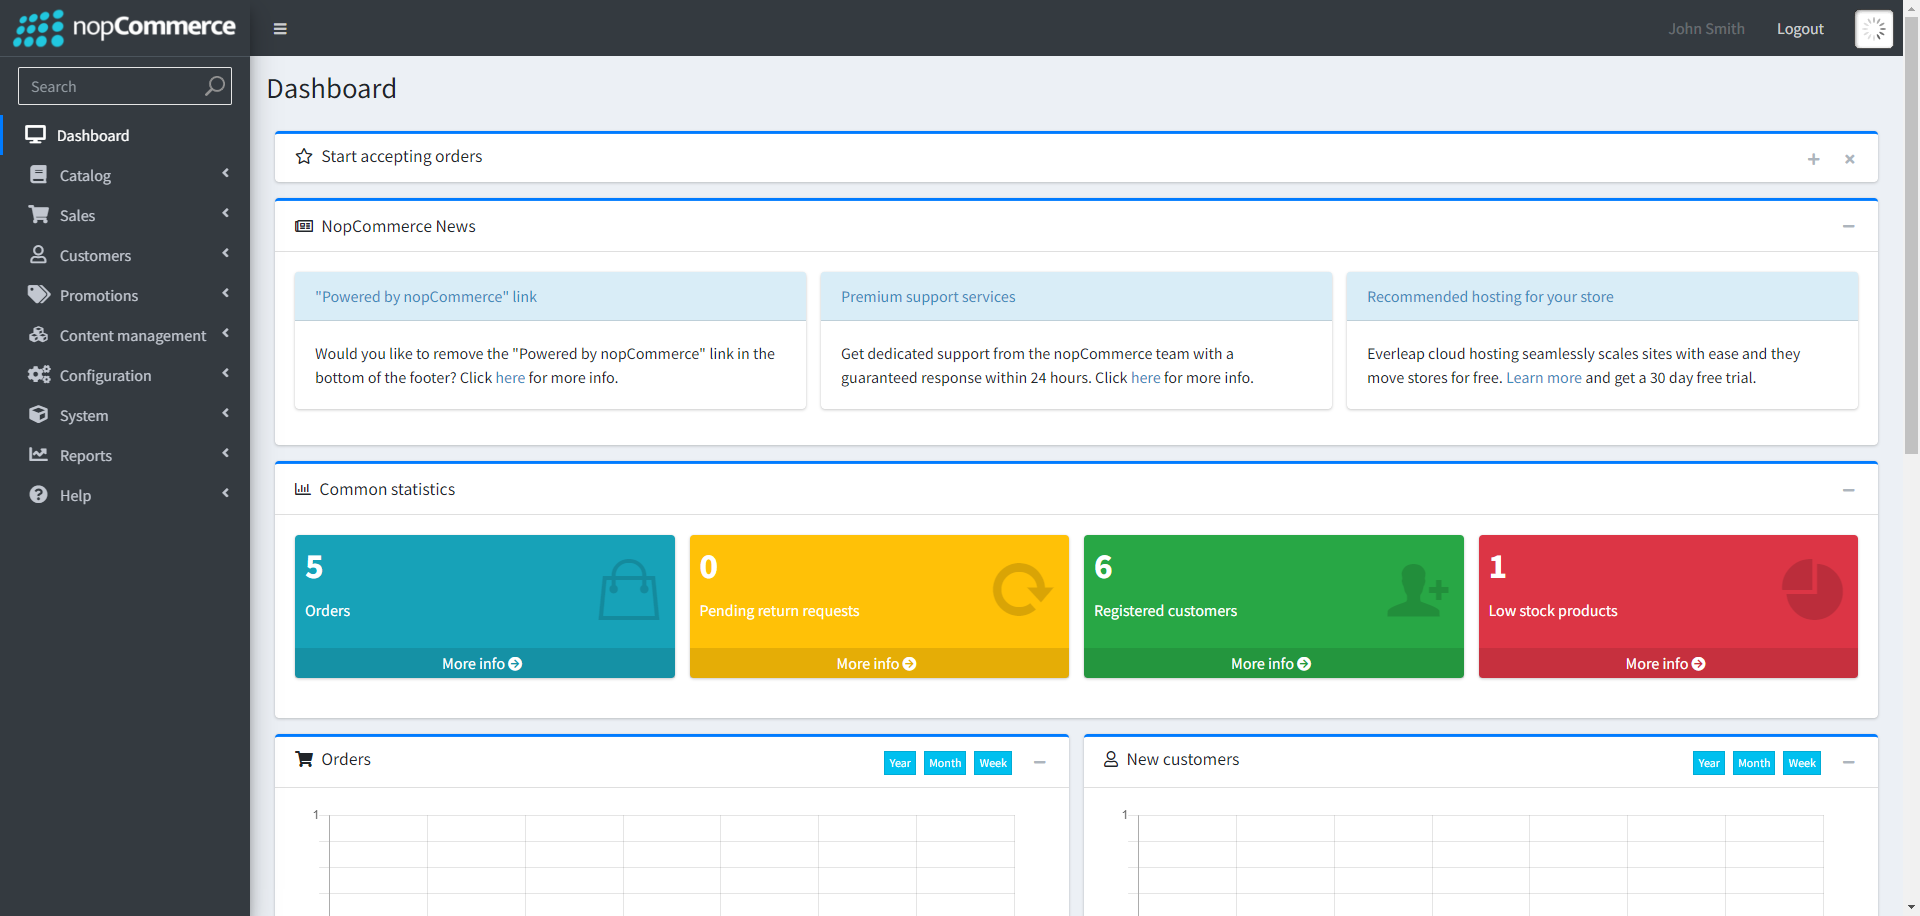 nopCommerce
John Smith
Logout
Search
Dashboard
Catalog
Sales
Customers
Promotions
Content management
Configuration
System
Reports
Help
Dashboard
Start accepting orders
NopCommerce News
"Powered by nopCommerce" link
Would you like to remove the "Powered by nopCommerce" link in the
bottom of the footer? Click here for more info.
Premium support services
Get dedicated support from the nopCommerce team with a
guaranteed response within 24 hours. Click here for more info.
Recommended hosting for your store
Everleap cloud hosting seamlessly scales sites with ease and they
move stores for free. Learn more and get a 30 day free trial.
Common statistics
5
Orders
More info
0
Pending return requests
More info
6
Registered customers
More info
1
Low stock products
More info
Orders
Year Month Week
1
New customers
Year Month Week
1